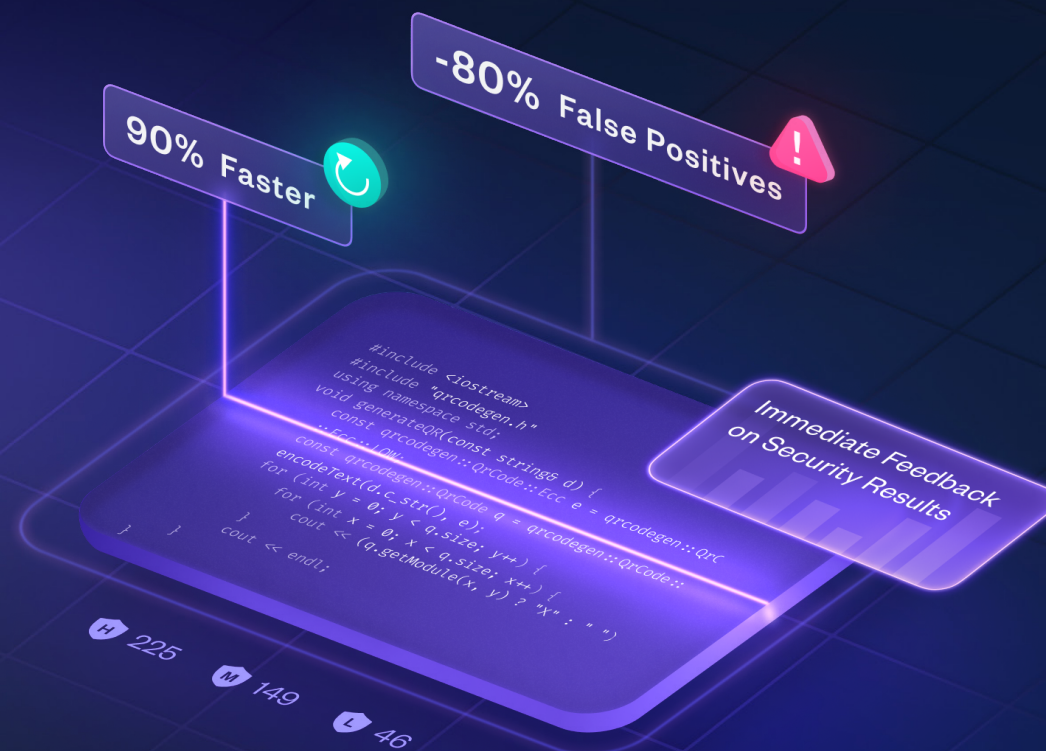 -80% False Positives
90% Faster
#include <iostream>
#include "qrcodegen.h"
using namespace std;
void generateQR(const string& d) {
const qrcodegen::QrCode::Ecc e = qrcodegen::QrC
::Ecc::LOW;
const qrcodegen::QrCode q = qrcodegen::QrCode::
encodeText(d.c_str(), e);
for (int y = 0; y < q.size; y++) {
for (int x = 0; x < q.size; x++) {
cout << (q.getModule(x, y) ? "X" : " ")
}
cout << endl;
}
}
Immediate Feedback
on Security Results
H 225
M 149
L 46